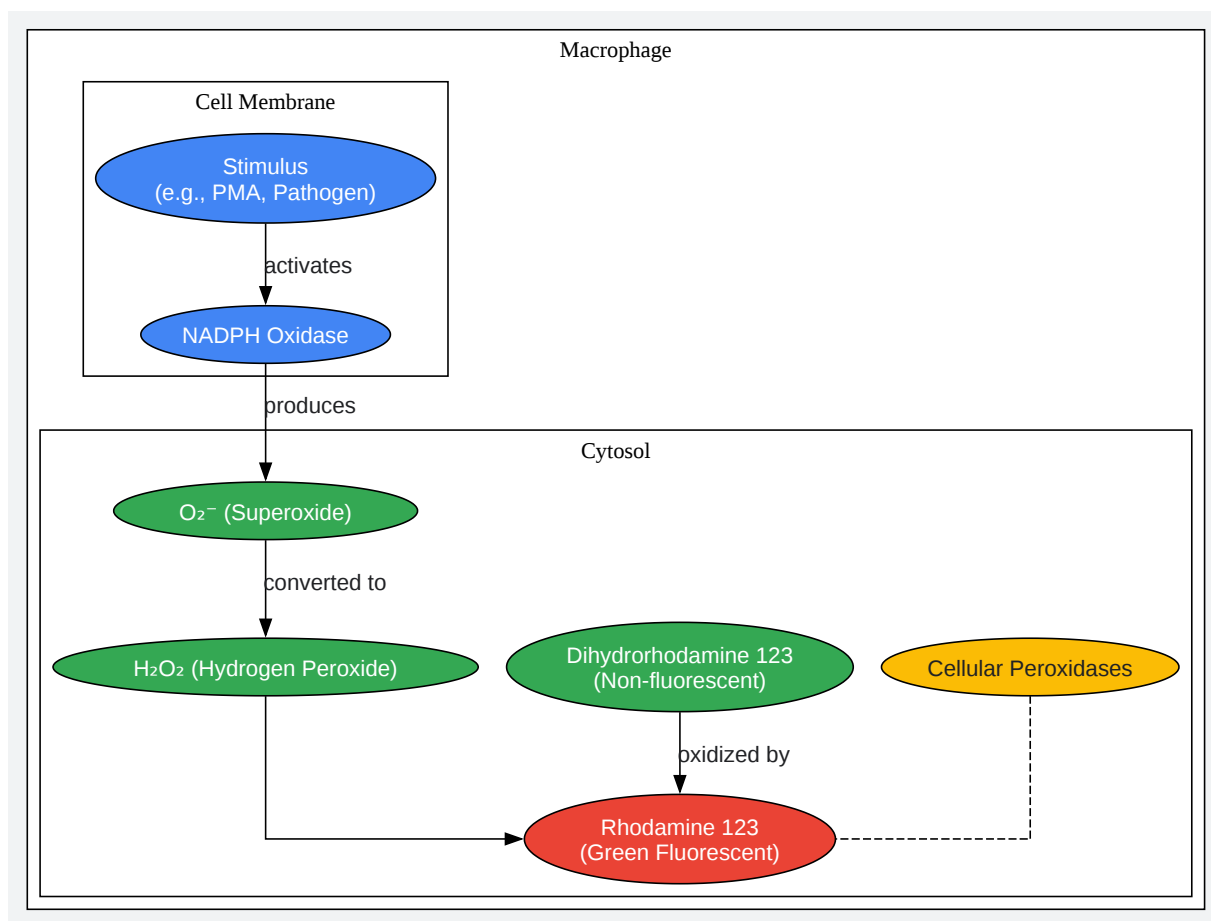 Macrophage
Cell Membrane
Stimulus
(e.g., PMA, Pathogen)
activates
NADPH Oxidase
produces
Cytosol
O₂⁻ (Superoxide)
converted to
H₂O₂ (Hydrogen Peroxide)
Dihydrorhodamine 123
(Non-fluorescent)
Cellular Peroxidases
oxidized by
Rhodamine 123
(Green Fluorescent)